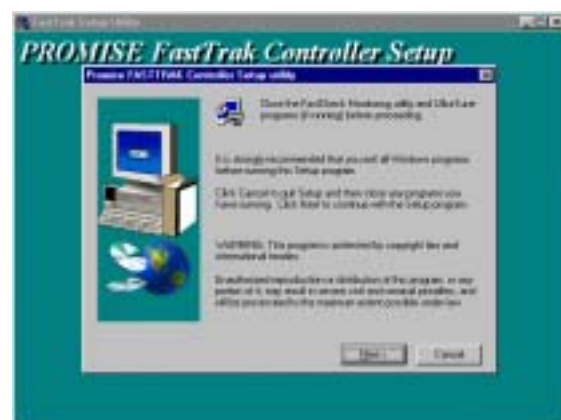 FastTrak Setup Utility
PROMISE FastTrak Controller Setup
Promise FASTTRAK Controller Setup utility
Close the FastCheck Monitoring utility and
programs (if running) before proceeding.
It is strongly recommended that you exit all Windows programs
before running this Setup program.
Click Cancel to quit Setup and then close any programs you
have running. Click Next to continue with the Setup program.
WARNING: This program is protected by copyright law and
international treaties.
Unauthorized reproduction or distribution of this program, or any
portion of it, may result in severe civil and criminal penalties, and
will be prosecuted to the maximum extent possible under law.
Next >
Cancel